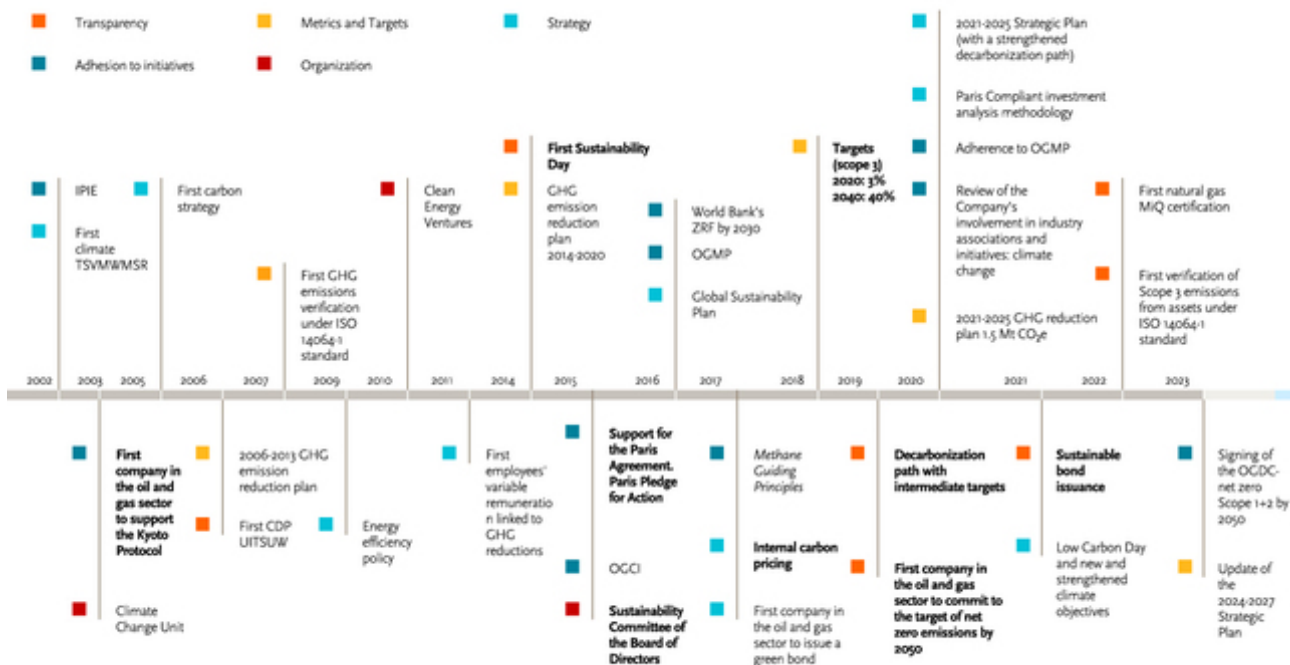 Transparency
Metrics and Targets
Strategy
Adhesion to initiatives
Organization
2021-2025 Strategic Plan
(with a strengthened
decarbonization path)
Paris Compliant investment
analysis methodology
First Sustainability
Day
Targets
(scope 3)
2020: 3%
2040: 40%
Adherence to OGMP
IPIE
First carbon
strategy
Clean
Energy
Ventures
GHG
emission
reduction
plan
2014-2020
World Bank's
ZRF by 2030
Review of the
Company's
involvement in industry
associations and
initiatives: climate
change
First natural gas
MiQ certification
First
climate
TSVMWMSR
OGMP
First GHG
emissions
verification
under ISO
14064-1
standard
Global Sustainability
Plan
2021-2025 GHG reduction
plan 1.5 Mt CO₂e
First verification of
Scope 3 emissions
from assets under
ISO 14064-1
standard
2002 2003 2005 2006 2007 2009 2010 2011 2014 2015 2016 2017 2018 2019 2020 2021 2022 2023
First
company in
the oil and
gas sector
to support
the Kyoto
Protocol
2006-2013 GHG
emission
reduction plan
First
employees'
variable
remuneratio
n linked to
GHG
reductions
Support for
the Paris
Agreement.
Paris Pledge
for Action
Methane
Guiding
Principles
Decarbonization
path with
intermediate targets
Sustainable
bond
issuance
Signing of
the OGDC-
net zero
Scope 1+2 by
2050
First CDP
UITSUW
Energy
efficiency
policy
OGCI
Internal carbon
pricing
First company in
the oil and gas
sector to commit to
the target of net
zero emissions by
2050
Low Carbon Day
and new and
strengthened
climate
objectives
Update of
the
2024-2027
Strategic
Plan
Climate
Change Unit
Sustainability
Committee of
the Board of
Directors
First company in
the oil and gas
sector to issue a
green bond